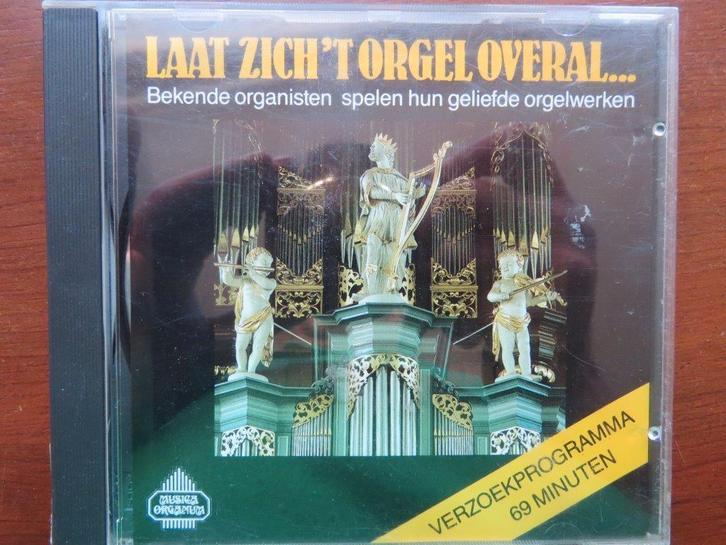 LAAT ZICH 'T ORGEL OVERAL...
Bekende organisten spelen hun geliefde orgelwerken
VERZOEKPROGRAMMA
69 MINUTEN
MUSICA
ORGANUM